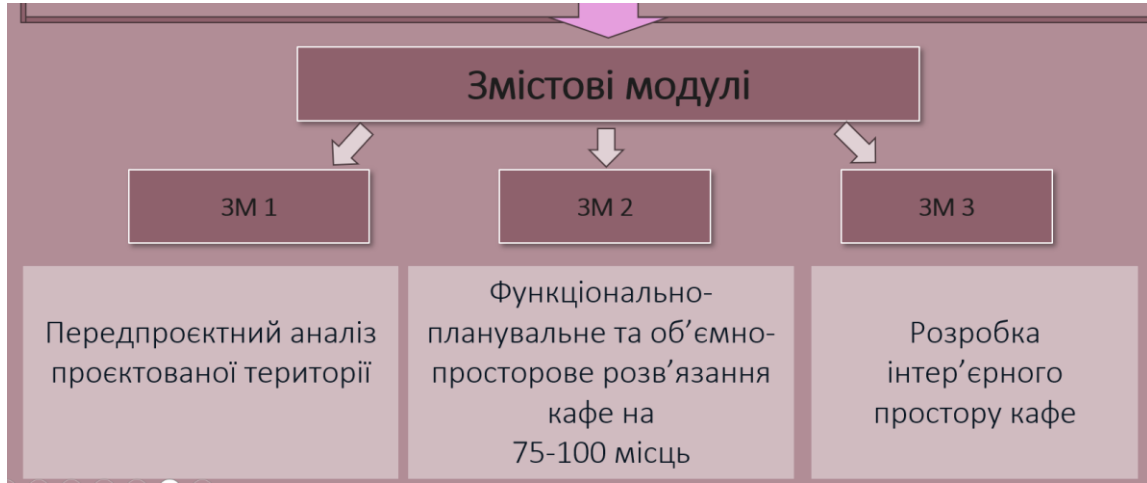 Змістові модулі
ЗМ 1
ЗМ 2
ЗМ 3
Передпроєктний аналіз
проєктованої території
Функціонально-
планувальне та об’ємно-
просторове розв’язання
кафе на
75-100 місць
Розробка
інтер’єрного
простору кафе